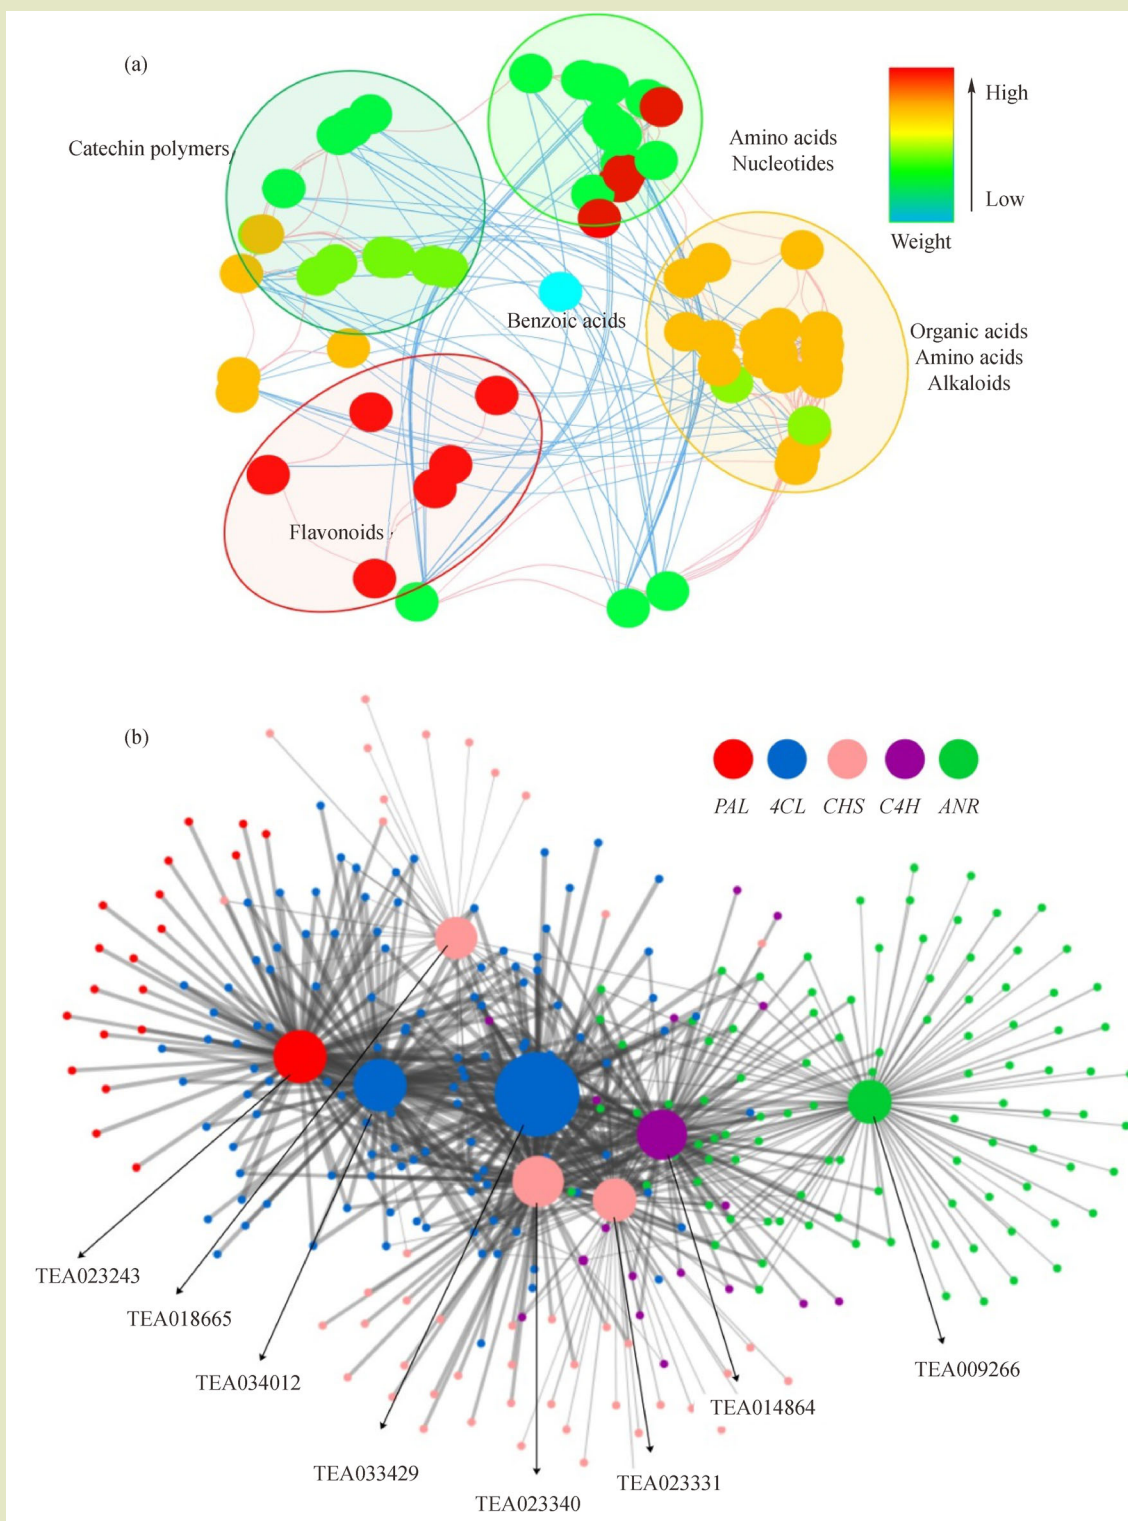 (a)
Catechin polymers
Amino acids
Nucleotides
High
Low
Weight
Benzoic acids
Organic acids
Amino acids
Alkaloids
Flavonoids
(b)
PAL 4CL CHS C4H ANR
TEA023243
TEA018665
TEA034012
TEA033429
TEA023340
TEA023331
TEA014864
TEA009266